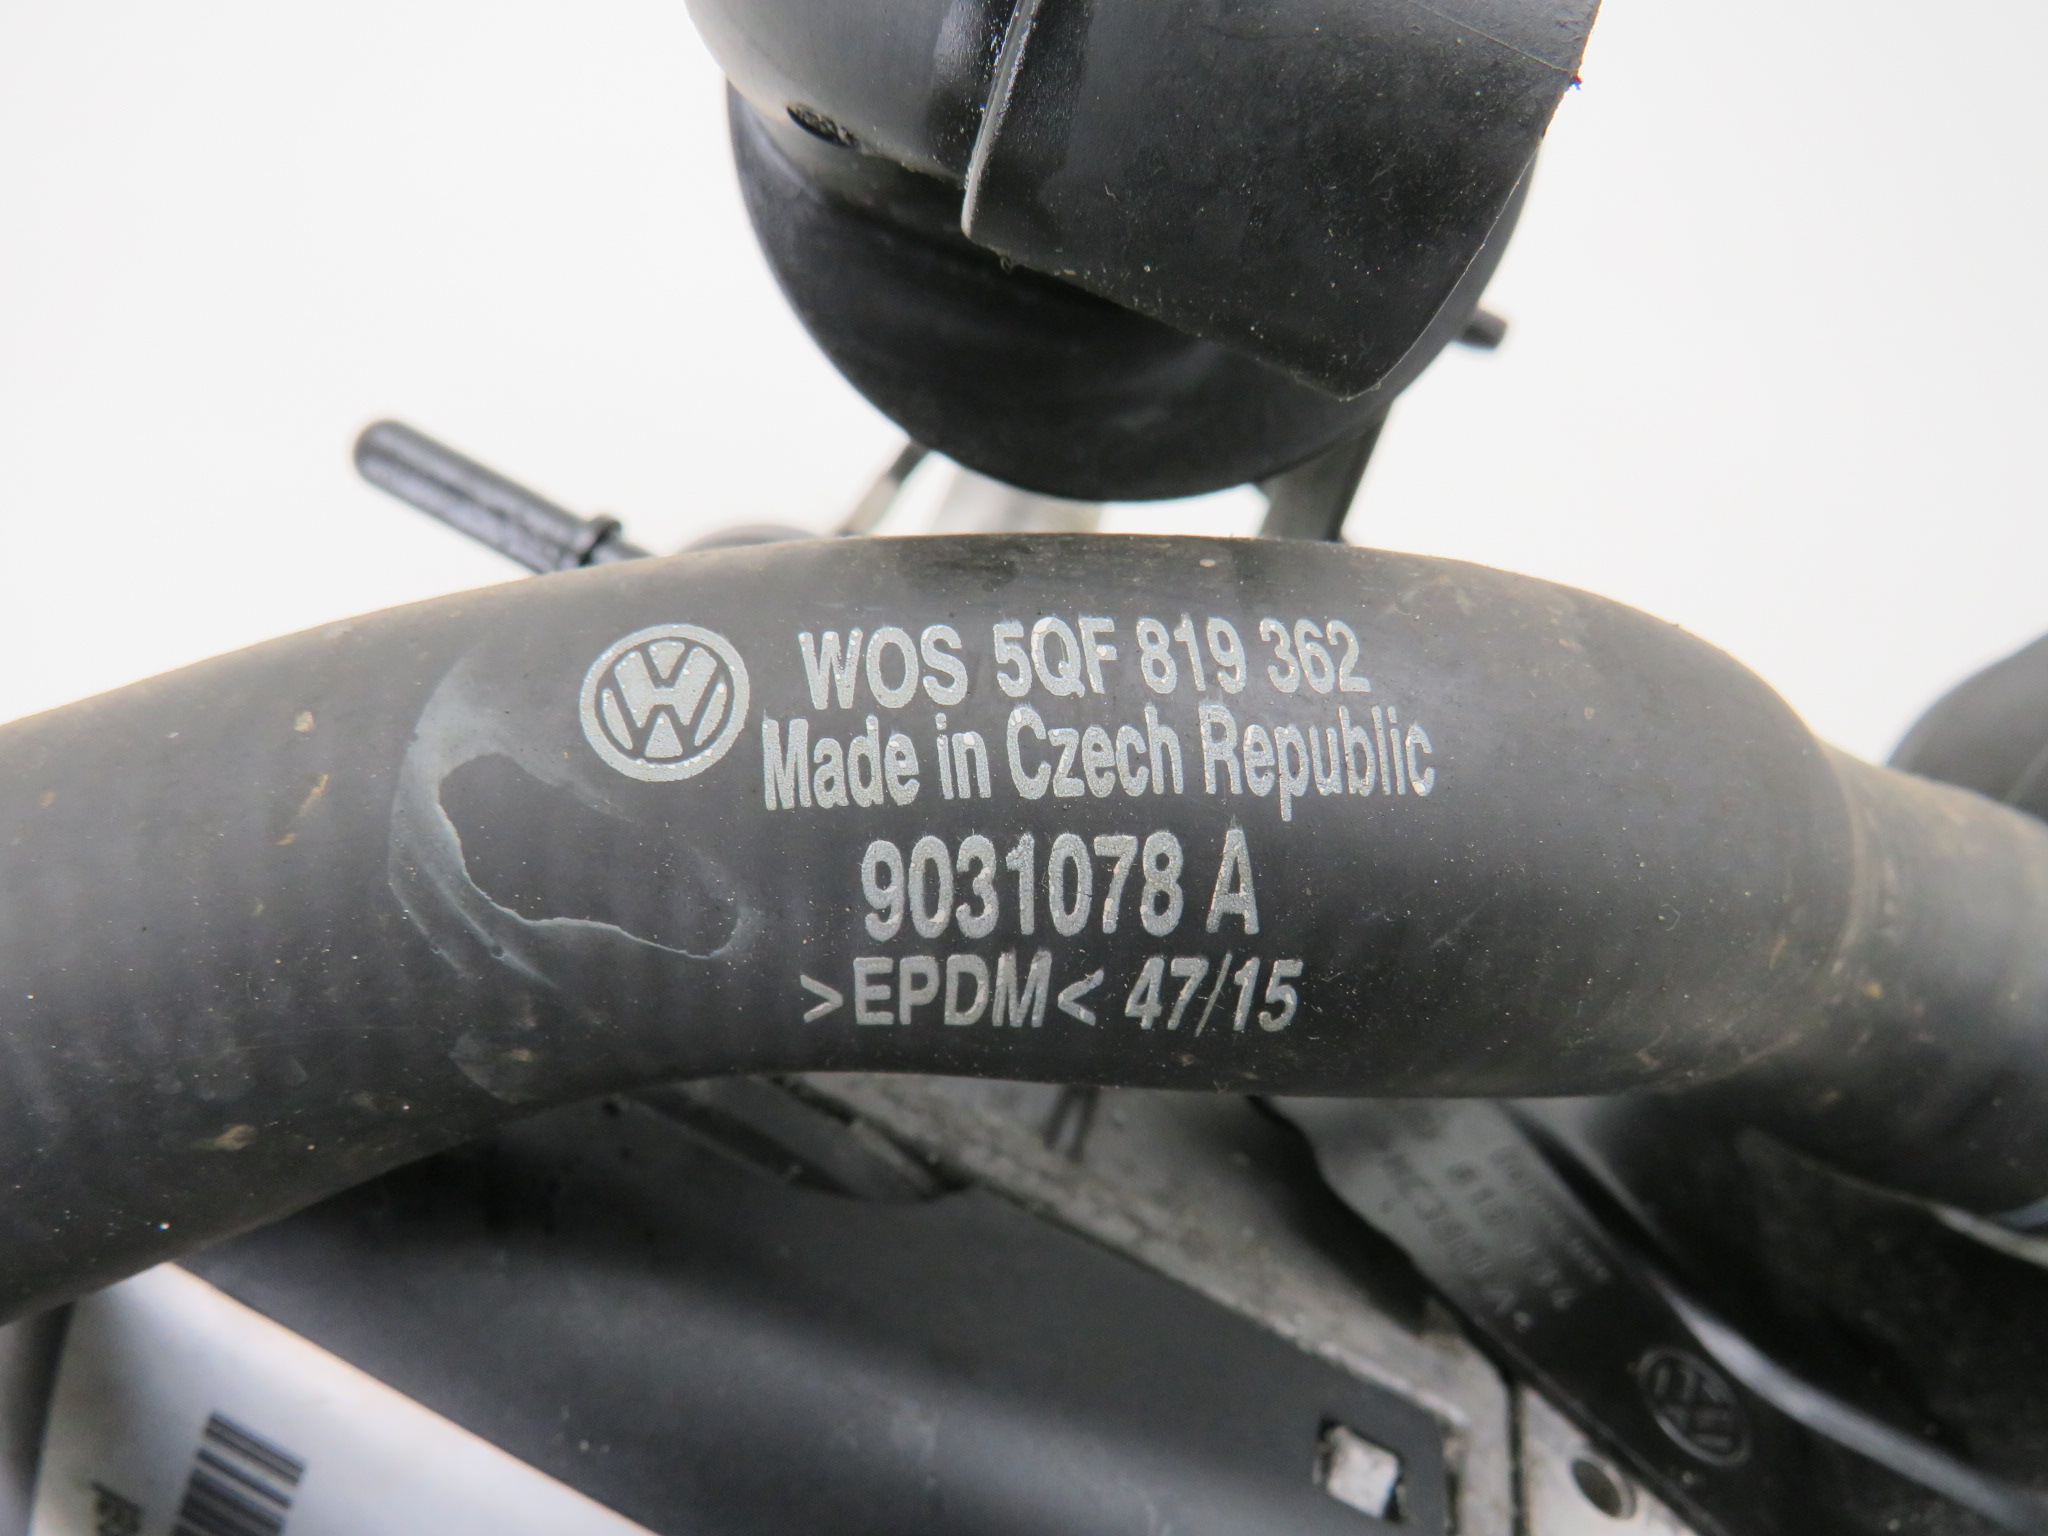 WOS 5QF 819 362
Made in Czech Republic
9031078 A
>EPDM< 47/15